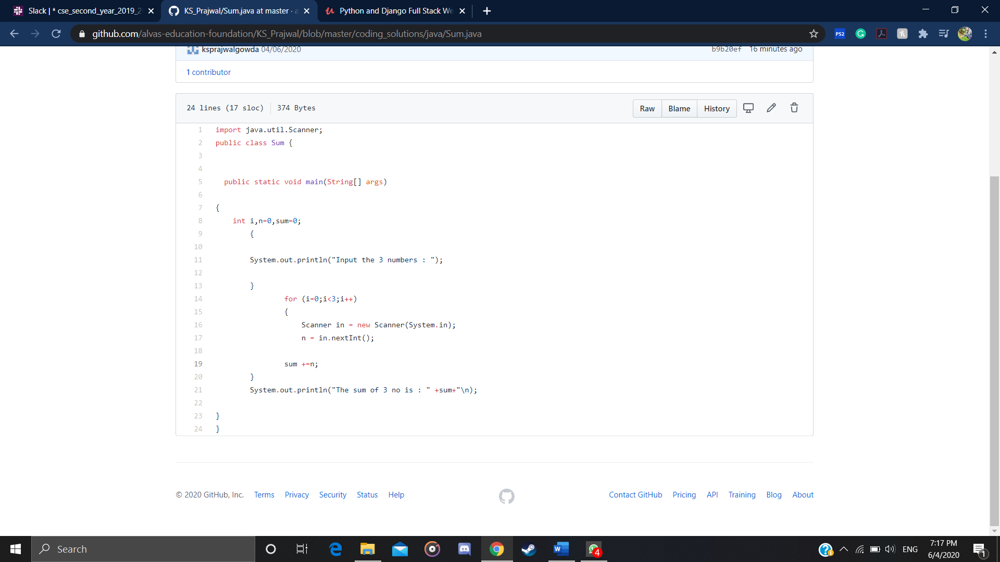 Slack | * cse_second_year_2019_2
KS_Prajwal/Sum.java at master · a
Python and Django Full Stack We
github.com/alvas-education-foundation/KS_Prajwal/blob/master/coding_solutions/java/Sum.java
PS2
ksprajwalgowda 04/06/2020
b9b20ef 16 minutes ago
1 contributor
24 lines (17 sloc) 374 Bytes
Raw Blame History
1 import java.util.Scanner;
2 public class Sum {
3
4
5 public static void main(String[] args)
6
7 {
8 int i,n=0,sum=0;
9 {
10
11 System.out.println("Input the 3 numbers : ");
12
13 }
14 for (i=0;i<3;i++)
15 {
16 Scanner in = new Scanner(System.in);
17 n = in.nextInt();
18
19 sum +=n;
20 }
21 System.out.println("The sum of 3 no is : " +sum+"\n);
22
23 }
24 }
© 2020 GitHub, Inc. Terms Privacy Security Status Help
Contact GitHub Pricing API Training Blog About
Search
4
ENG
7:17 PM
6/4/2020
1